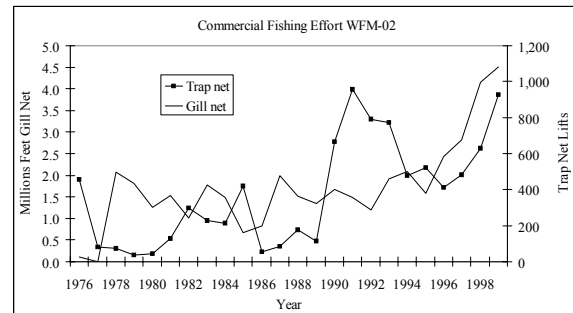 Commercial Fishing Effort WFM-02
Millions Feet Gill Net
5.0
4.5
4.0
3.5
3.0
2.5
2.0
1.5
1.0
0.5
0.0
Trap net
Gill net
1,200
1,000
800
600
400
200
0
Trap Net Lifts
1976 1978 1980 1982 1984 1986 1988 1990 1992 1994 1996 1998
Year